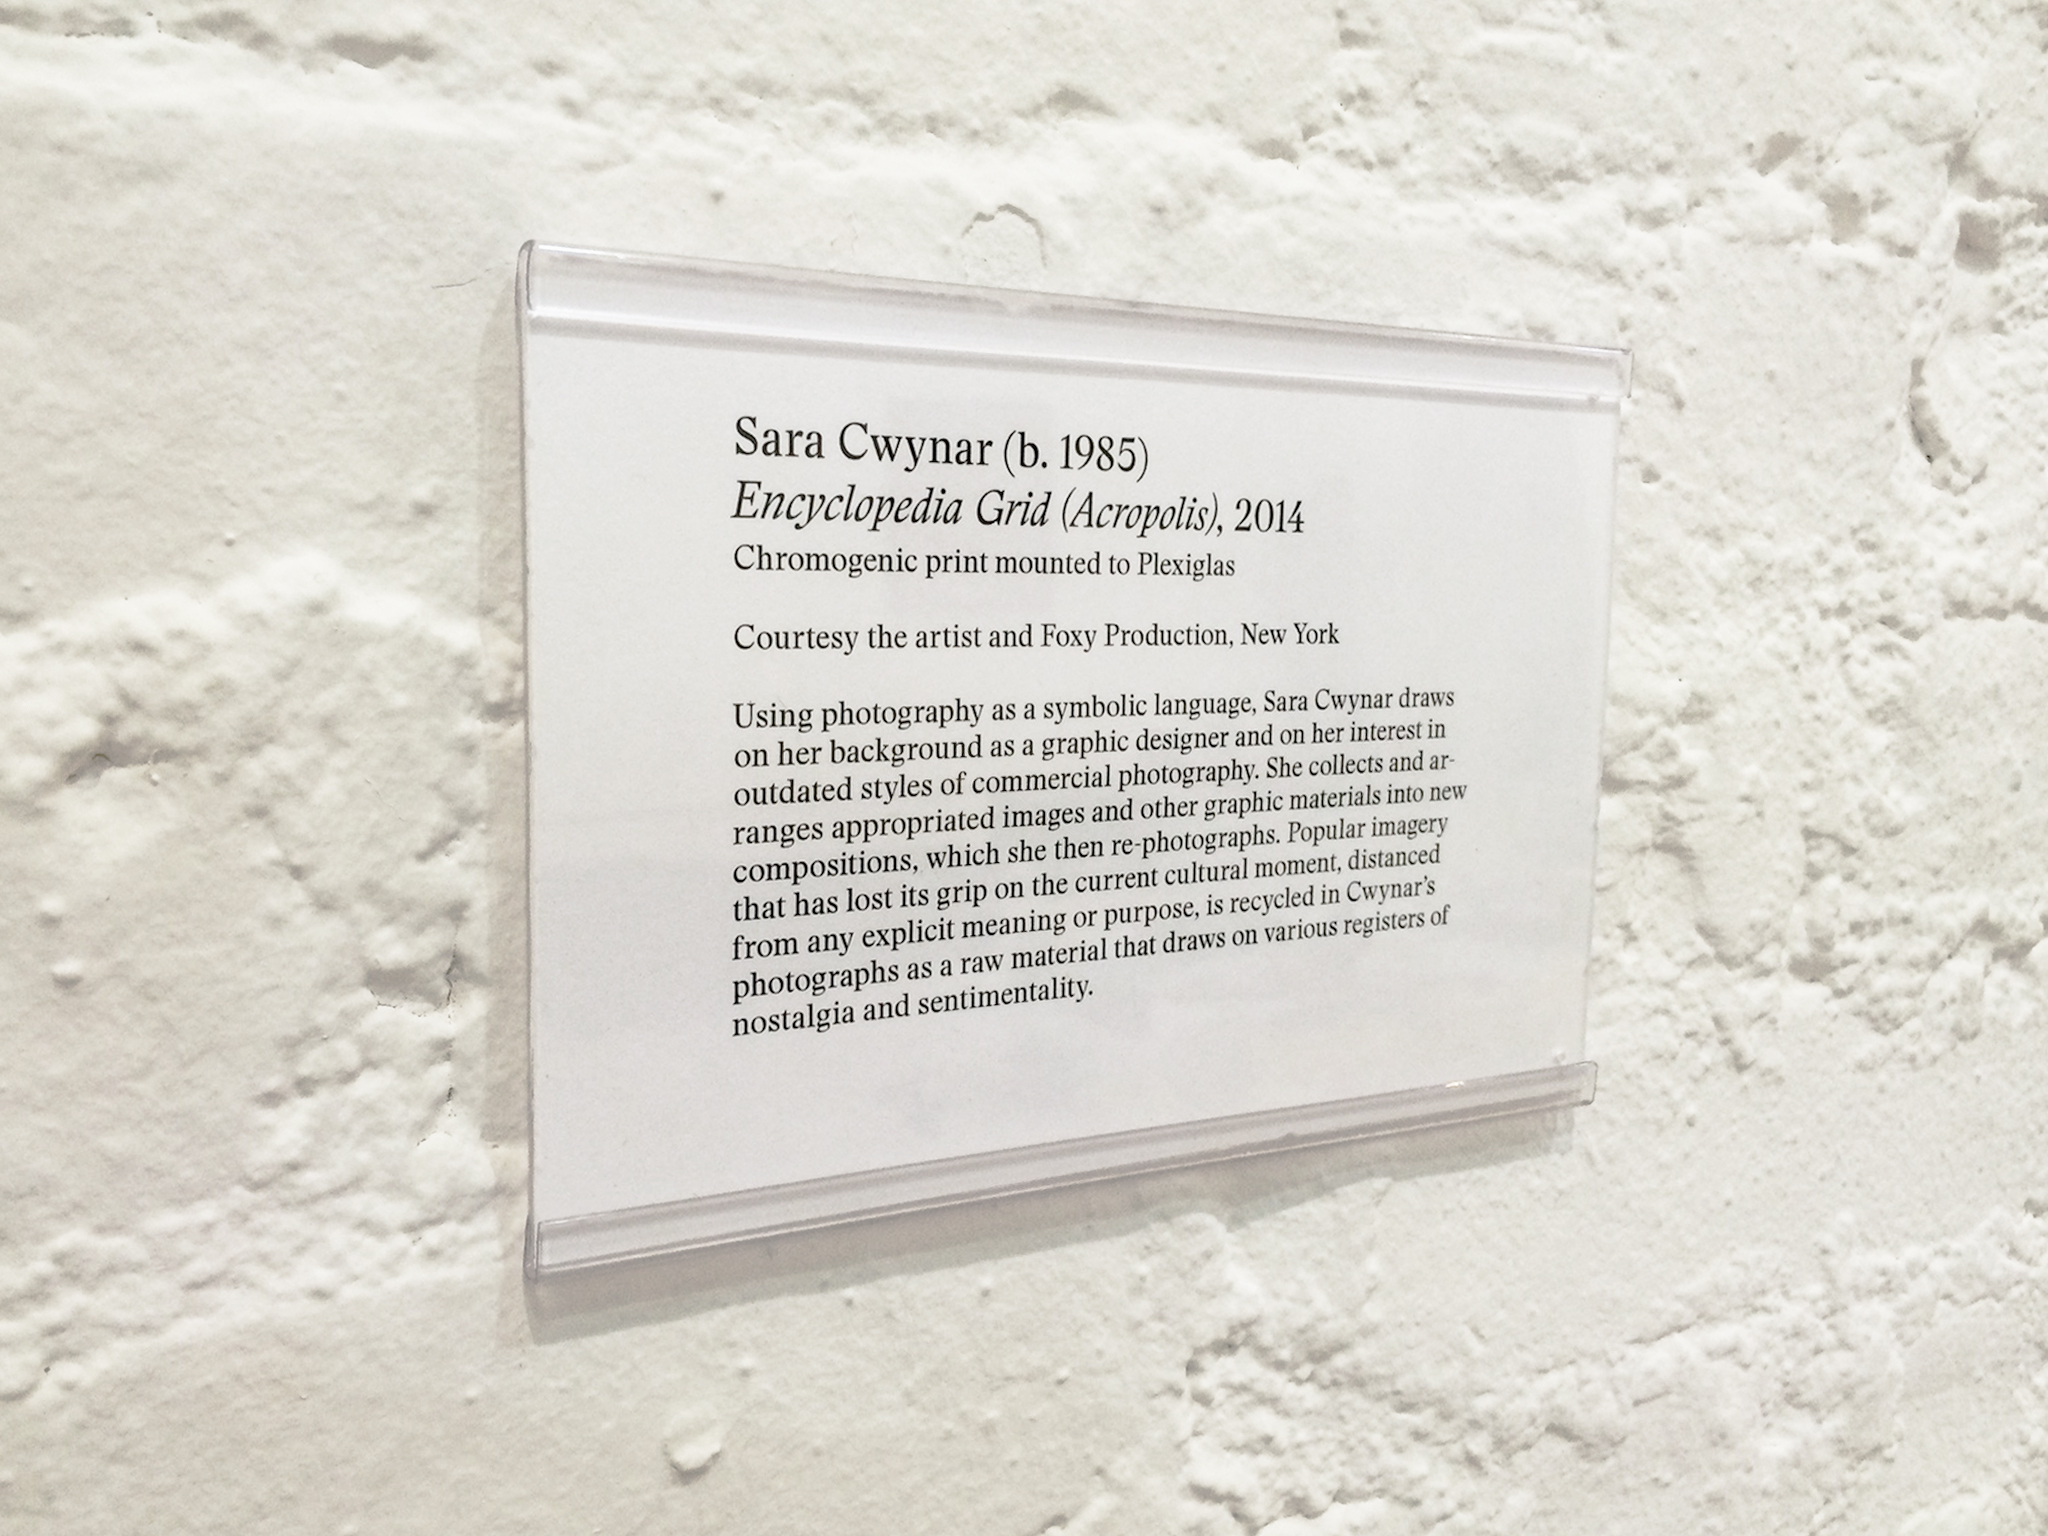 Sara Cwynar (b. 1985)
Encyclopedia Grid (Acropolis), 2014
Chromogenic print mounted to Plexiglas
Courtesy the artist and Foxy Production, New York
Using photography as a symbolic language, Sara Cwynar draws
on her background as a graphic designer and on her interest in
outdated styles of commercial photography. She collects and ar-
ranges appropriated images and other graphic materials into new
compositions, which she then re-photographs. Popular imagery
that has lost its grip on the current cultural moment, distanced
from any explicit meaning or purpose, is recycled in Cwynar’s
photographs as a raw material that draws on various registers of
nostalgia and sentimentality.